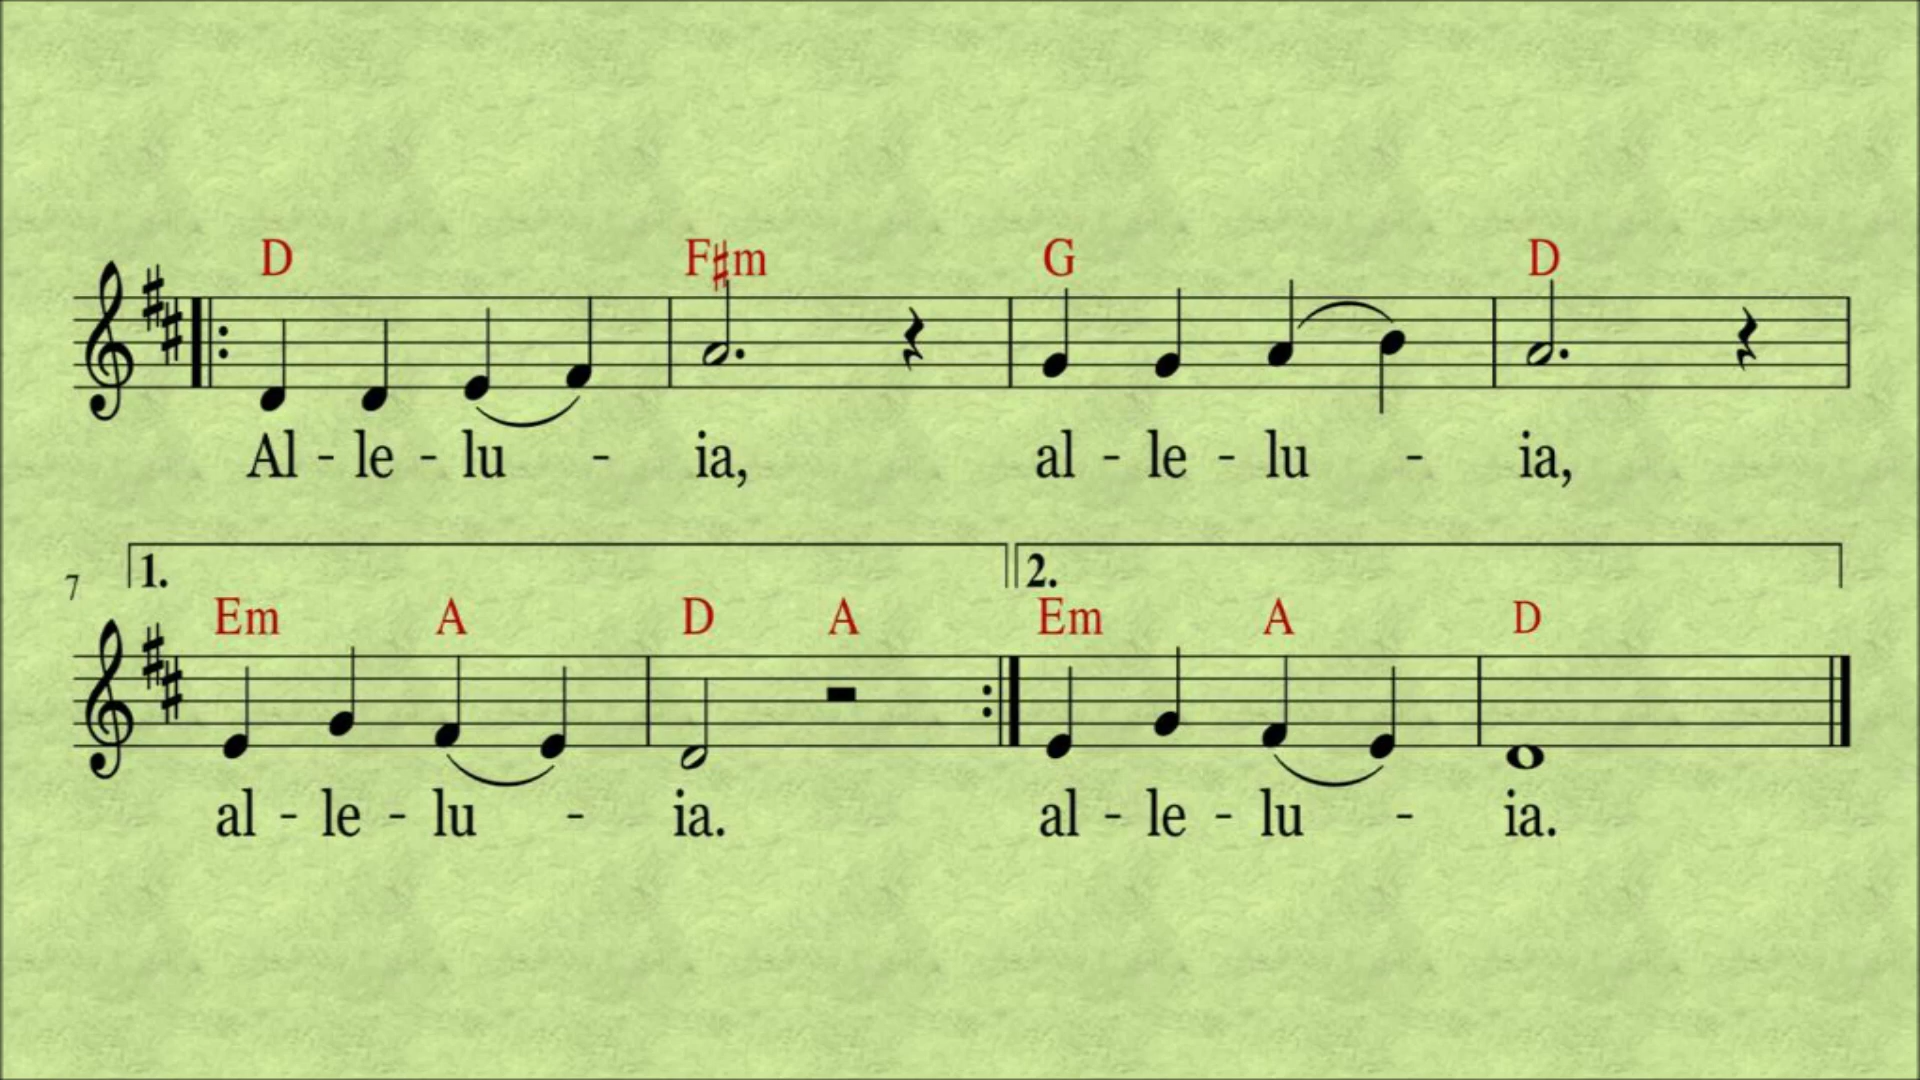 D F♯m G D
Al - le - lu - ia, al - le - lu - ia,
1. 2.
7
Em A D A Em A D
al - le - lu - ia. al - le - lu - ia.